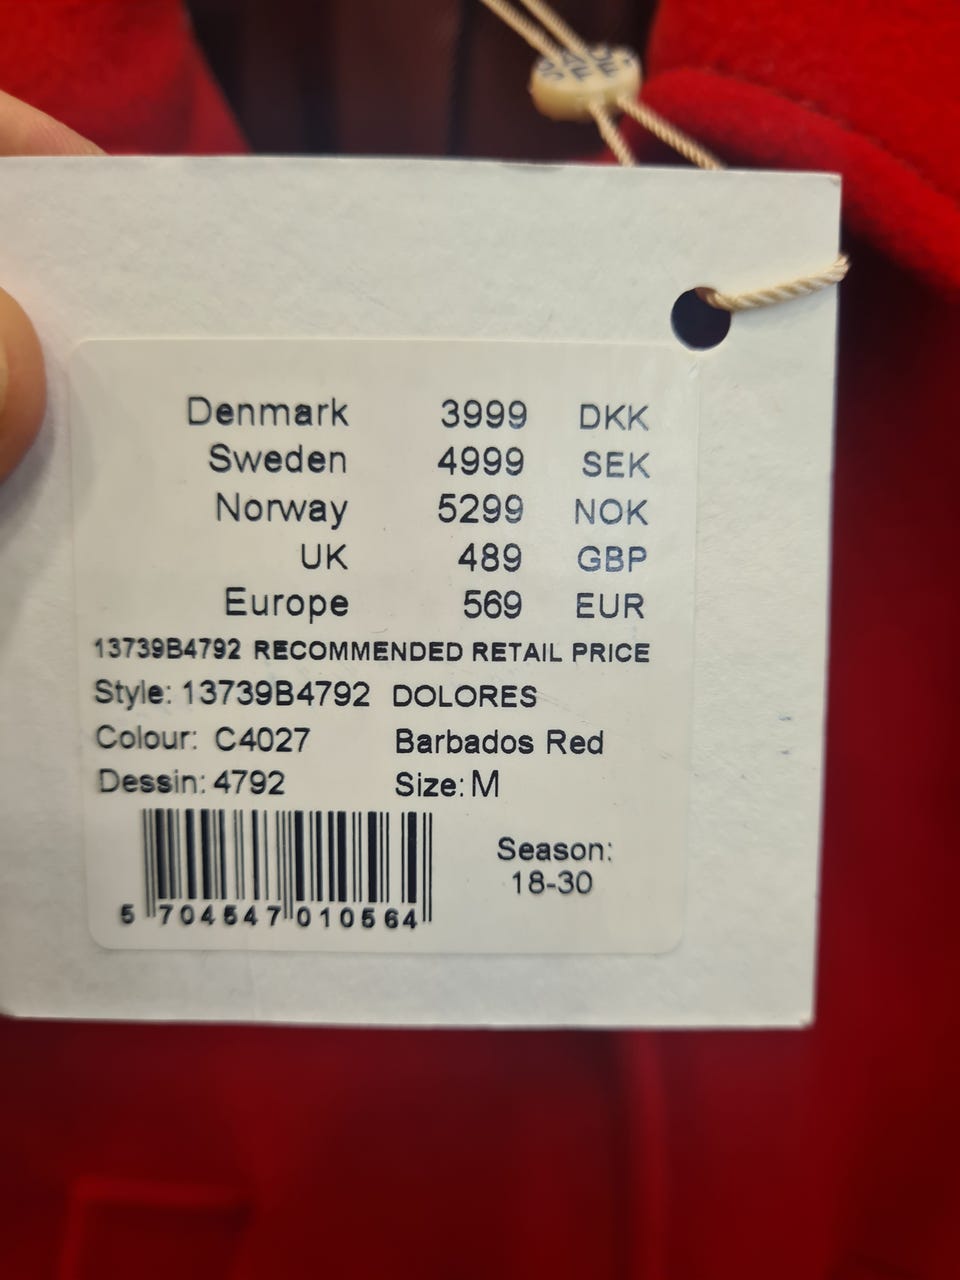 Denmark 3999 DKK
Sweden 4999 SEK
Norway 5299 NOK
UK 489 GBP
Europe 569 EUR
13739B4792 RECOMMENDED RETAIL PRICE
Style: 13739B4792 DOLORES
Colour: C4027 Barbados Red
Dessin: 4792 Size: M
Season:
18-30
5 704547 010564